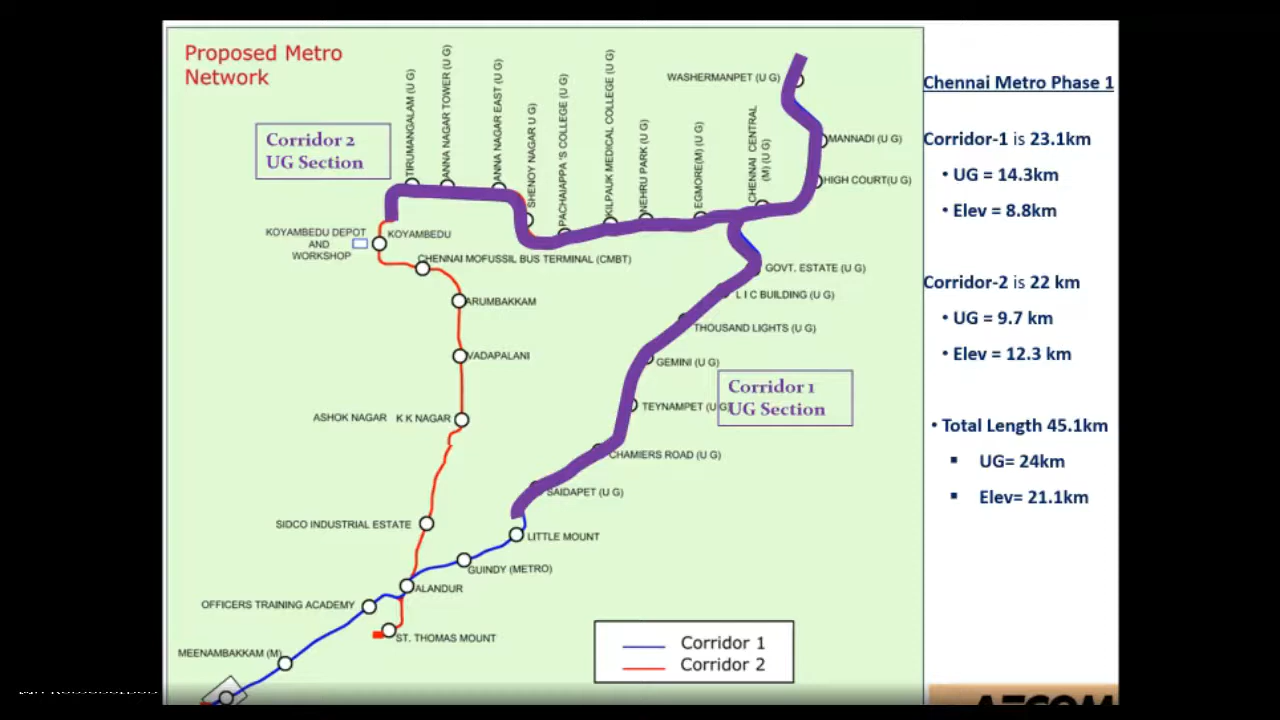 Proposed Metro
Network
Corridor 2
UG Section
TIRUMANGALAM (U G)
ANNA NAGAR TOWER (U G)
ANNA NAGAR EAST (U G)
SHENOY NAGAR U G)
PACHAIAPPA 'S COLLEGE (U G)
KILPAUK MEDICAL COLLEGE (U G)
NEHRU PARK (U G)
EGMORE(M) (U G)
CHENNAI CENTRAL
(M) (U G)
WASHERMANPET (U G)
MANNADI (U G)
HIGH COURT(U G)
KOYAMBEDU DEPOT
AND
WORKSHOP
KOYAMBEDU
CHENNAI MOFUSSIL BUS TERMINAL (CMBT)
ARUMBAKKAM
VADAPALANI
ASHOK NAGAR K K NAGAR
SIDCO INDUSTRIAL ESTATE
GOVT. ESTATE (U G)
L I C BUILDING (U G)
THOUSAND LIGHTS (U G)
GEMINI (U G)
TEYNAMPET (U G)
Corridor 1
UG Section
CHAMIERS ROAD (U G)
SAIDAPET (U G)
LITTLE MOUNT
GUINDY (METRO)
ALANDUR
OFFICERS TRAINING ACADEMY
ST. THOMAS MOUNT
MEENAMBAKKAM (M)
Corridor 1
Corridor 2
Chennai Metro Phase 1
Corridor-1 is 23.1km
• UG = 14.3km
• Elev = 8.8km
Corridor-2 is 22 km
• UG = 9.7 km
• Elev = 12.3 km
• Total Length 45.1km
▪ UG= 24km
▪ Elev= 21.1km
AECOM